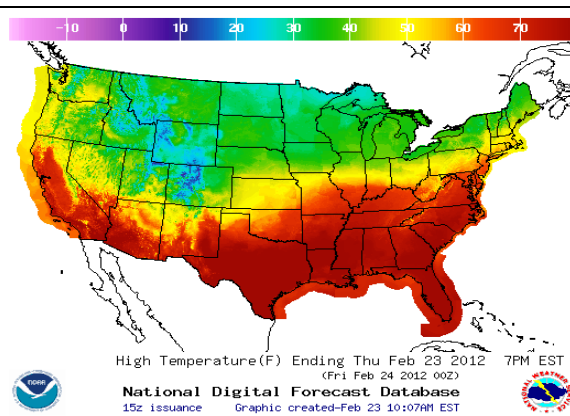 -10 0 10 20 30 40 50 60 70
High Temperature(F) Ending Thu Feb 23 2012 7PM EST
(Fri Feb 24 2012 00Z)
National Digital Forecast Database
15z issuance Graphic created-Feb 23 10:07AM EST
NOAA